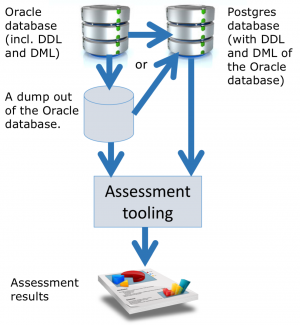 Oracle
database
(incl. DDL
and DML)
or
Postgres
database
(with DDL
and DML of
the Oracle
database)
A dump out
of the Oracle
database.
Assessment
tooling
Assessment
results